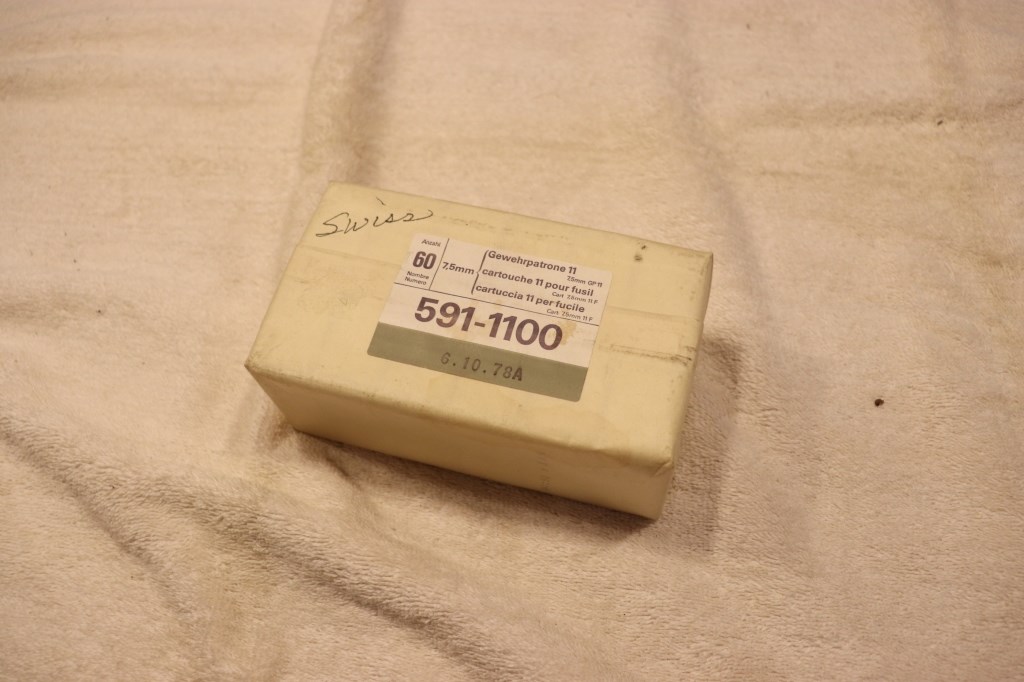 Swiss
Anzahl
60
Nombre
Numero
7,5mm
Gewehrpatrone 11
7,5mm GP 11
cartouche 11 pour fusil
Cart 7,5mm 11 F
cartuccia 11 per fucile
Cart 7,5mm 11 F
591-1100
6.10.78A